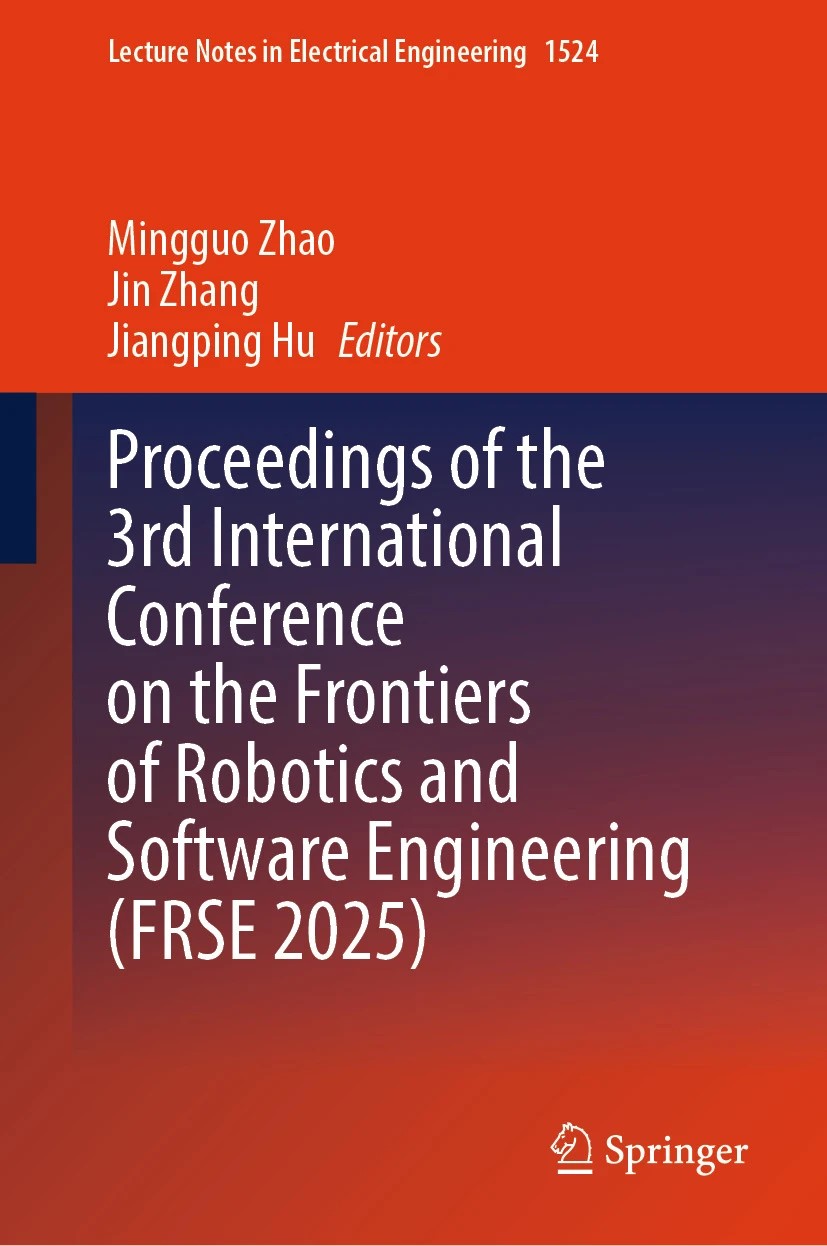 Lecture Notes in Electrical Engineering 1524
Mingguo Zhao
Jin Zhang
Jiangping Hu Editors
Proceedings of the
3rd International
Conference
on the Frontiers
of Robotics and
Software Engineering
(FRSE 2025)
Springer